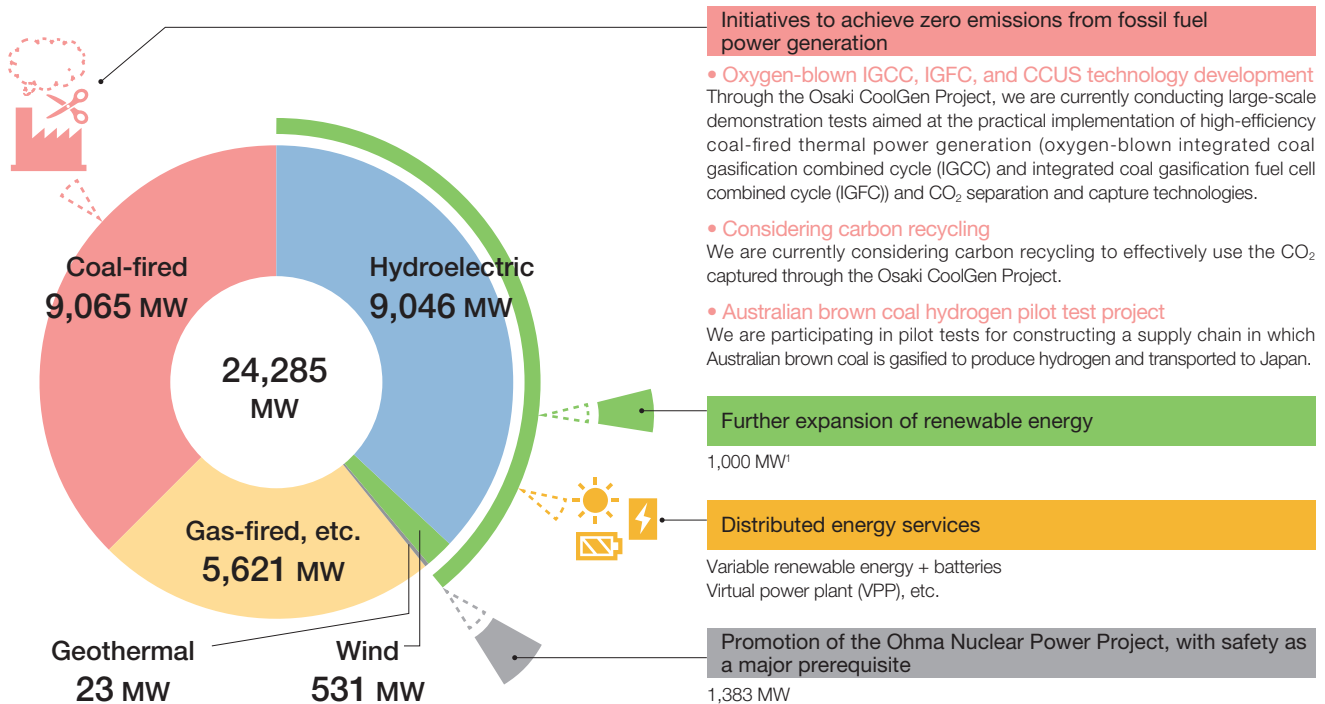 Coal-fired
9,065 MW
Hydroelectric
9,046 MW
24,285
MW
Gas-fired, etc.
5,621 MW
Geothermal
23 MW
Wind
531 MW
Initiatives to achieve zero emissions from fossil fuel
power generation
• Oxygen-blown IGCC, IGFC, and CCUS technology development
Through the Osaki CoolGen Project, we are currently conducting large-scale
demonstration tests aimed at the practical implementation of high-efficiency
coal-fired thermal power generation (oxygen-blown integrated coal
gasification combined cycle (IGCC) and integrated coal gasification fuel cell
combined cycle (IGFC)) and CO₂ separation and capture technologies.
• Considering carbon recycling
We are currently considering carbon recycling to effectively use the CO₂
captured through the Osaki CoolGen Project.
• Australian brown coal hydrogen pilot test project
We are participating in pilot tests for constructing a supply chain in which
Australian brown coal is gasified to produce hydrogen and transported to Japan.
Further expansion of renewable energy
1,000 MW¹
Distributed energy services
Variable renewable energy + batteries
Virtual power plant (VPP), etc.
Promotion of the Ohma Nuclear Power Project, with safety as
a major prerequisite
1,383 MW